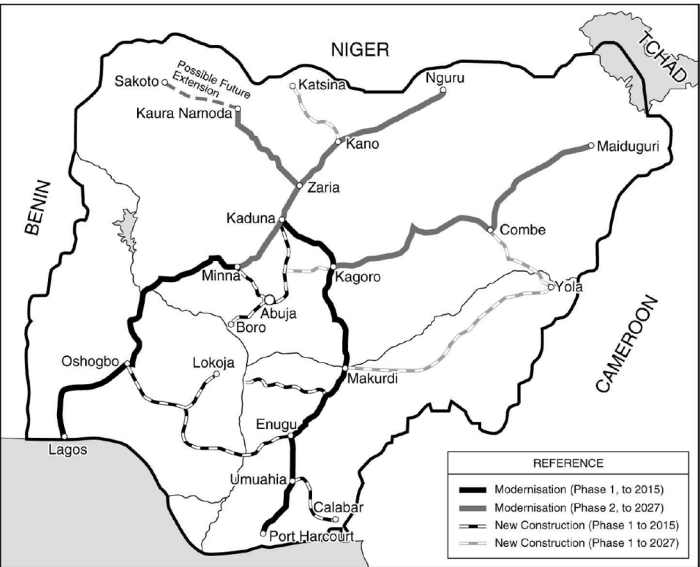 NIGER
TCHAD
Sakoto
Possible Future
Extension
Katsina
Nguru
Kaura Namoda
Kano
Maiduguri
Zaria
BENIN
Kaduna
Combe
Minna
Kagoro
Yola
Abuja
Boro
CAMEROON
Oshogbo
Lokoja
Makurdi
Enugu
Lagos
Umuahia
Calabar
Port Harcourt
REFERENCE
Modernisation (Phase 1, to 2015)
Modernisation (Phase 2, to 2027)
New Construction (Phase 1 to 2015)
New Construction (Phase 1 to 2027)